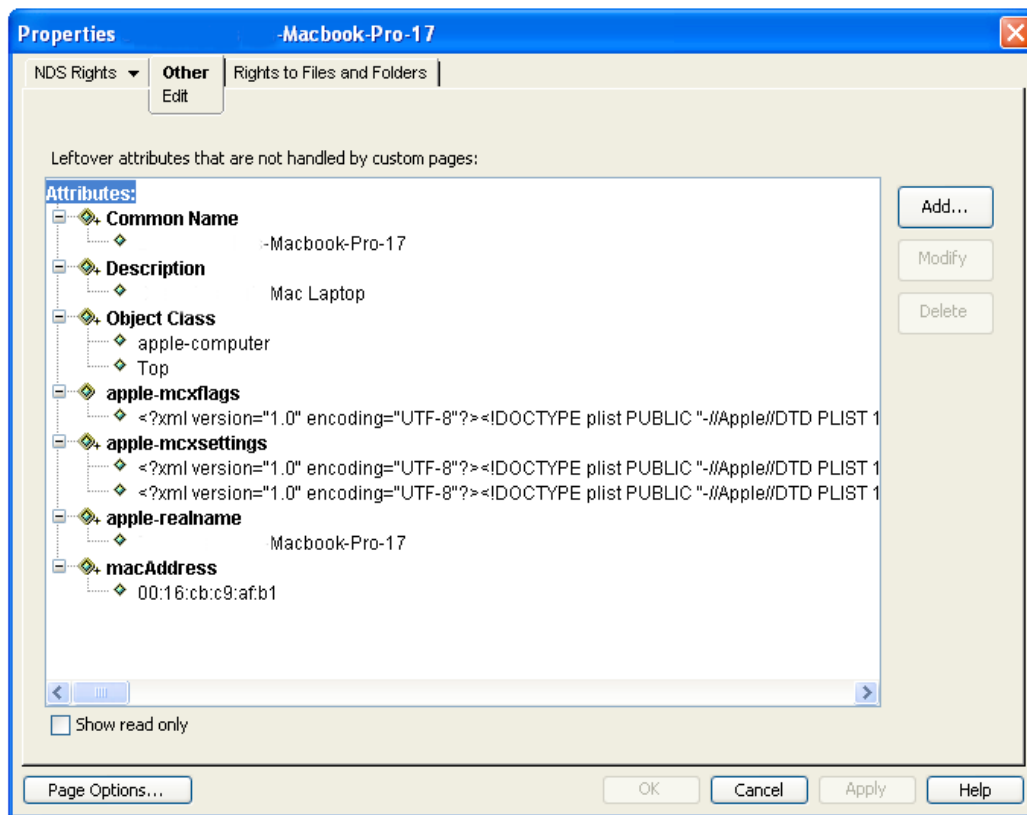 Properties -Macbook-Pro-17
NDS Rights Other Rights to Files and Folders
Edit
Leftover attributes that are not handled by custom pages:
Attributes:
Common Name
-Macbook-Pro-17
Description
Mac Laptop
Object Class
apple-computer
Top
apple-mcxflags
<?xml version="1.0" encoding="UTF-8"?><!DOCTYPE plist PUBLIC "-//Apple//DTD PLIST 1
apple-mcxsettings
<?xml version="1.0" encoding="UTF-8"?><!DOCTYPE plist PUBLIC "-//Apple//DTD PLIST 1
<?xml version="1.0" encoding="UTF-8"?><!DOCTYPE plist PUBLIC "-//Apple//DTD PLIST 1
apple-realname
Macbook-Pro-17
macAddress
00:16:cb:c9:af:b1
Add...
Modify
Delete
Show read only
Page Options...
OK
Cancel
Apply
Help